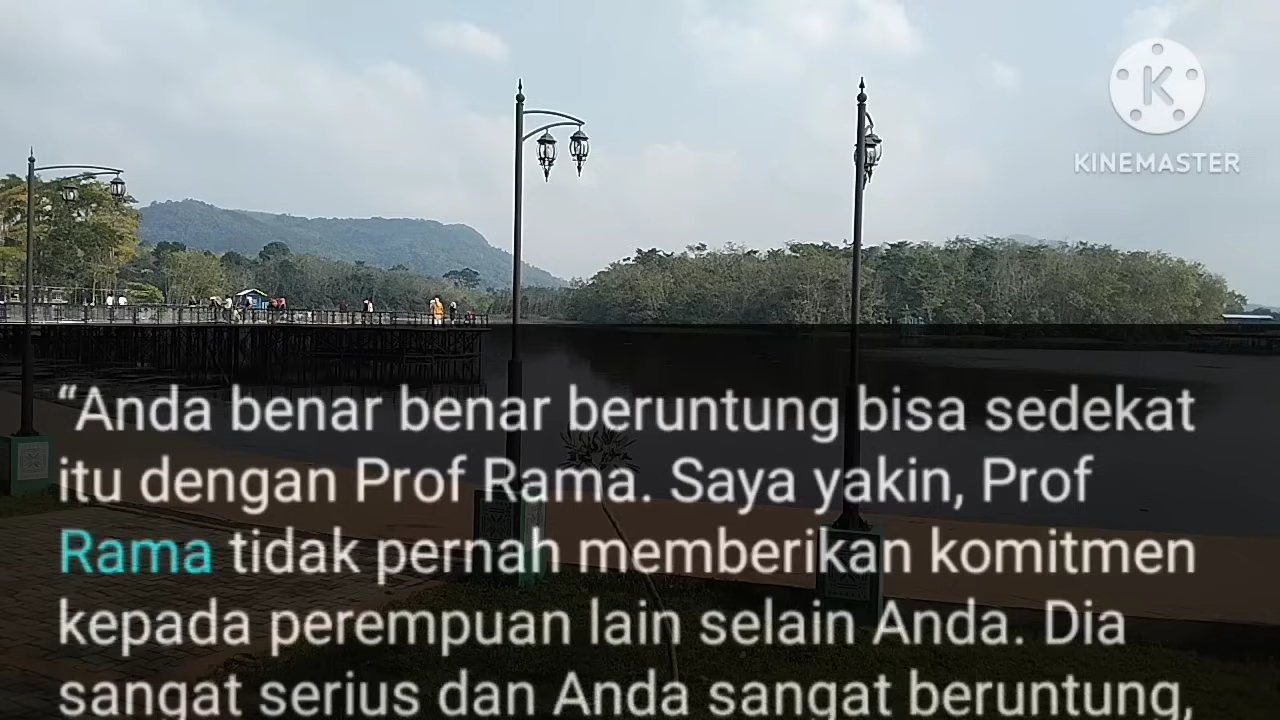 KINEMASTER
“Anda benar benar beruntung bisa sedekat
itu dengan Prof Rama. Saya yakin, Prof
Rama tidak pernah memberikan komitmen
kepada perempuan lain selain Anda. Dia
sangat serius dan Anda sangat beruntung,